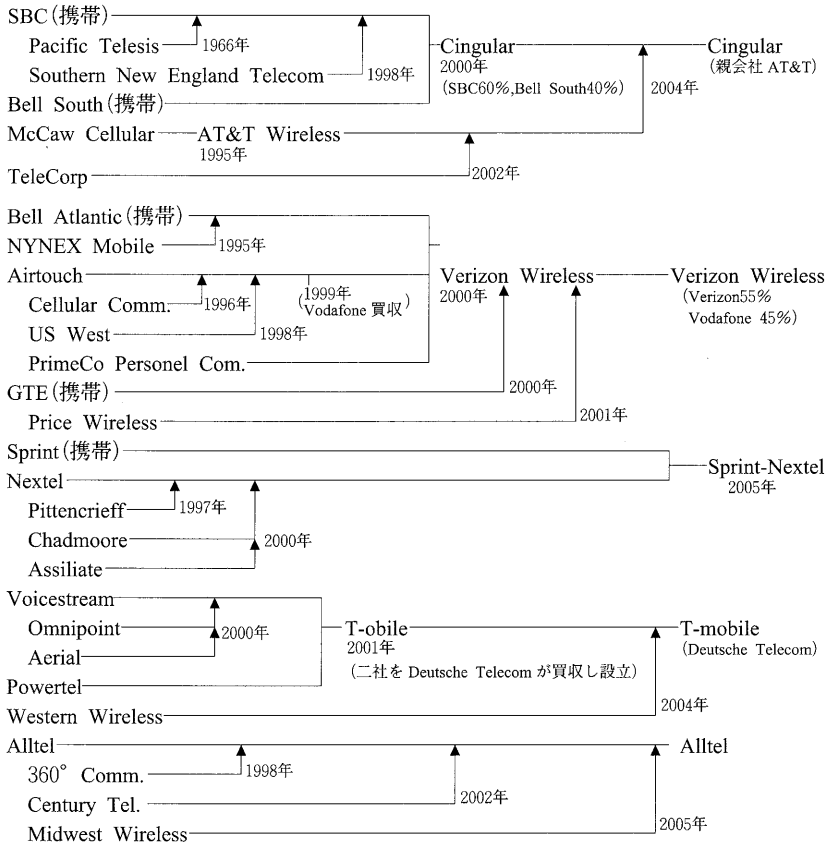 SBC(携帯)
Pacific Telesis
1966年
Southern New England Telecom
1998年
Cingular
2000年
(SBC60%,Bell South40%)
2004年
Cingular
(親会社 AT&T)
Bell South(携帯)
McCaw Cellular
AT&T Wireless
1995年
TeleCorp
2002年
Bell Atlantic(携帯)
NYNEX Mobile
1995年
Airtouch
Cellular Comm.
1996年
1999年
(Vodafone 買収)
US West
1998年
PrimeCo Personel Com.
Verizon Wireless
2000年
Verizon Wireless
(Verizon55%
Vodafone 45%)
GTE(携帯)
2000年
Price Wireless
2001年
Sprint(携帯)
Nextel
Sprint-Nextel
2005年
Pittencrieff
1997年
Chadmoore
2000年
Assiliate
Voicestream
Omnipoint
2000年
Aerial
T-obile
2001年
(二社を Deutsche Telecom が買収し設立)
T-mobile
(Deutsche Telecom)
Powertel
Western Wireless
2004年
Alltel
Alltel
360° Comm.
1998年
Century Tel.
2002年
Midwest Wireless
2005年